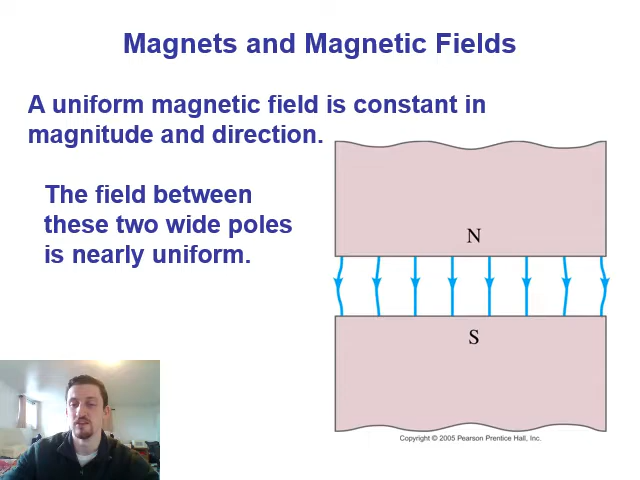 Magnets and Magnetic Fields
A uniform magnetic field is constant in
magnitude and direction.
The field between
these two wide poles
is nearly uniform.
N
S
Copyright © 2005 Pearson Prentice Hall, Inc.